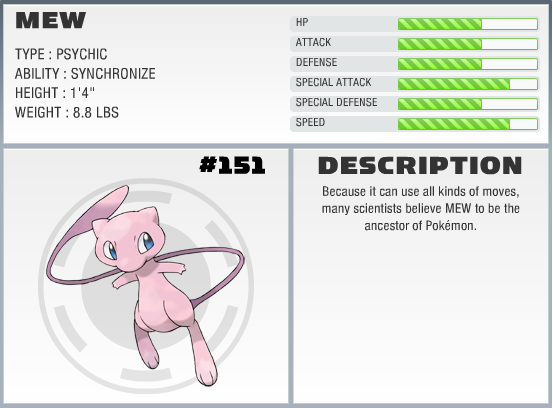 MEW
TYPE : PSYCHIC
ABILITY : SYNCHRONIZE
HEIGHT : 1'4"
WEIGHT : 8.8 LBS
HP
ATTACK
DEFENSE
SPECIAL ATTACK
SPECIAL DEFENSE
SPEED
#151
DESCRIPTION
Because it can use all kinds of moves,
many scientists believe MEW to be the
ancestor of Pokémon.